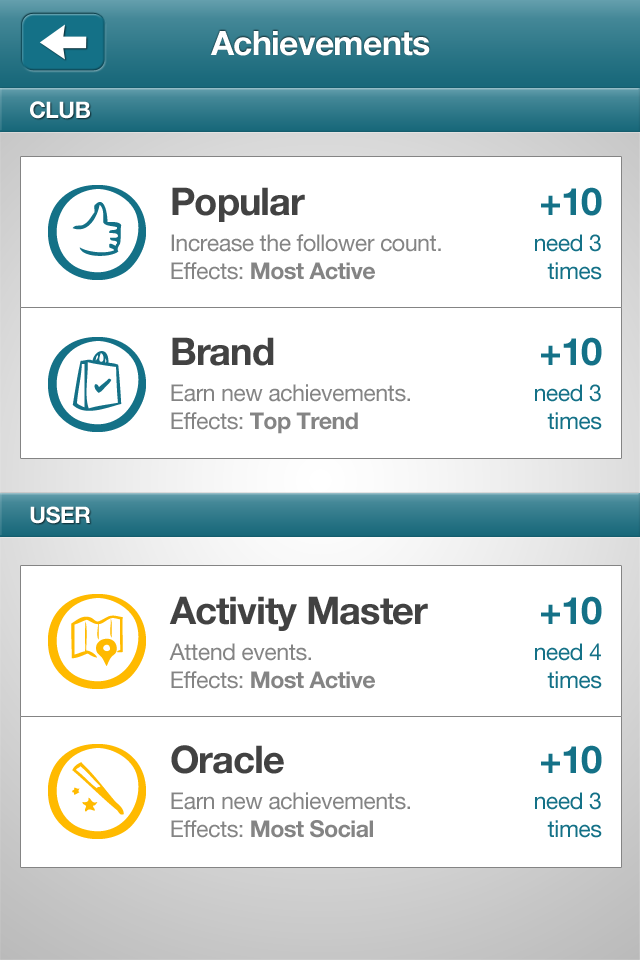 Achievements
CLUB
Popular
+10
Increase the follower count.
need 3
Effects: Most Active
times
Brand
+10
Earn new achievements.
need 3
Effects: Top Trend
times
USER
Activity Master
+10
Attend events.
need 4
Effects: Most Active
times
Oracle
+10
Earn new achievements.
need 3
Effects: Most Social
times